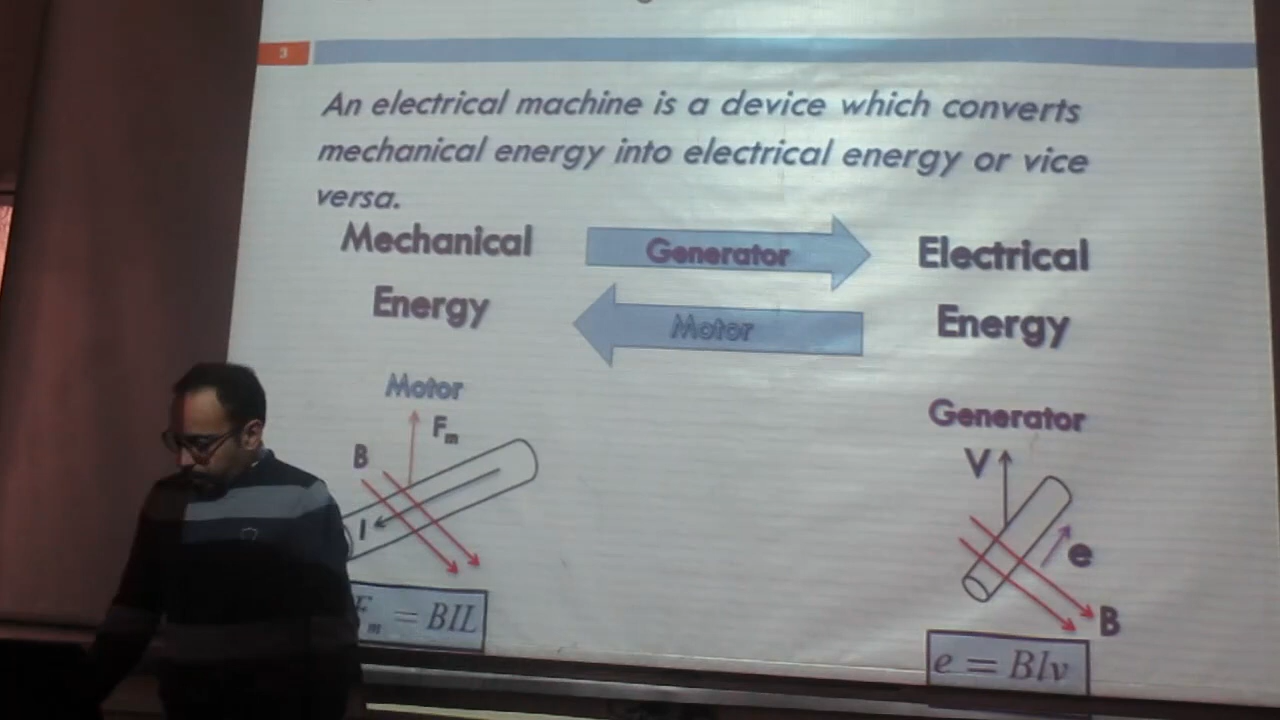 3
An electrical machine is a device which converts
mechanical energy into electrical energy or vice
versa.
Mechanical
Energy
Generator
Motor
Electrical
Energy
Motor
Fm
B
I
Fm = BIL
Generator
V
e
B
e = Blv